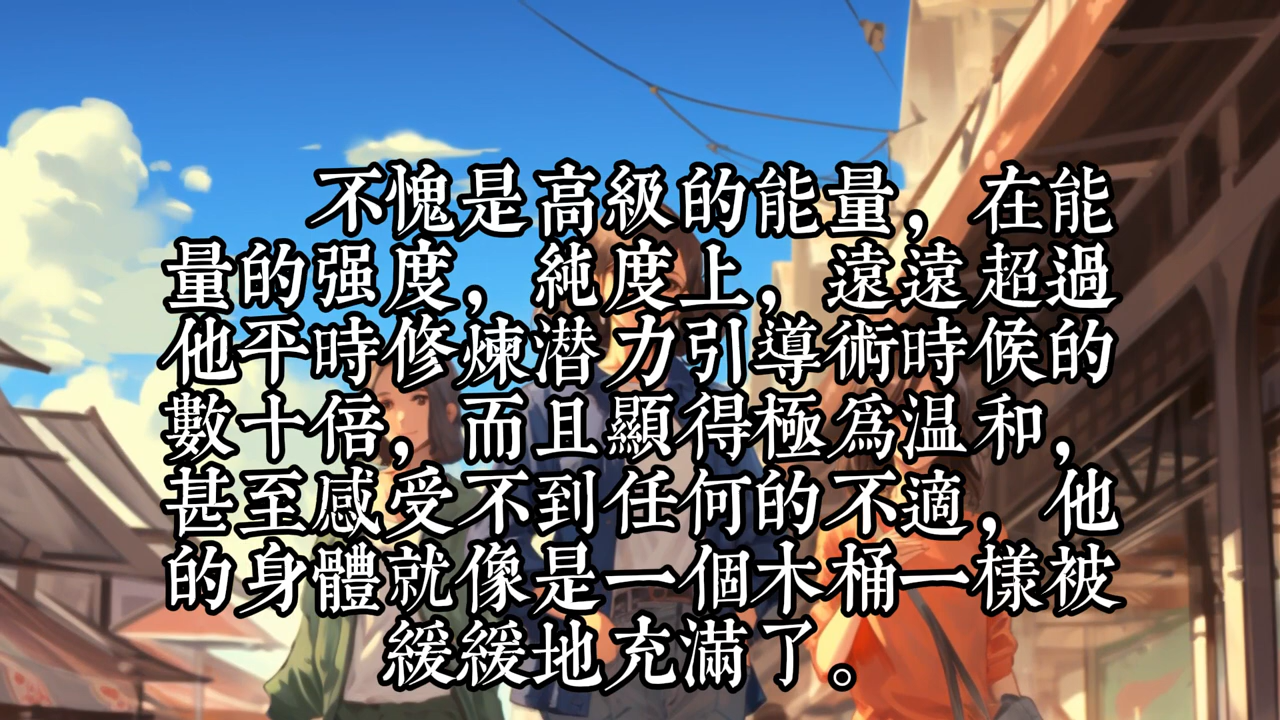 不愧是高級的能量，在能
量的强度，純度上，遠遠超過
他平時修煉潜力引導術時候的
數十倍，而且顯得極爲温和，
甚至感受不到任何的不適，他
的身體就像是一個木桶一樣被
緩緩地充滿了。